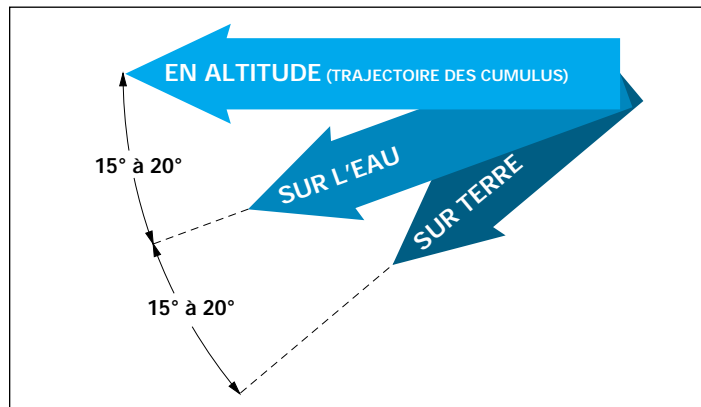 EN ALTITUDE (TRAJECTOIRE DES CUMULUS)
15° à 20°
SUR L'EAU
SUR TERRE
15° à 20°